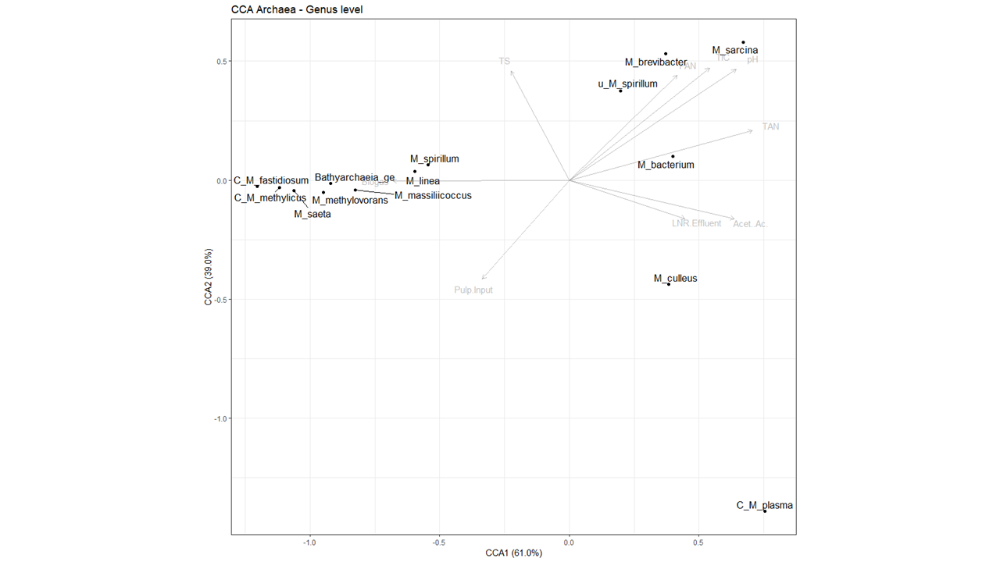 CCA Archaea - Genus level
M_sarcina
TS
M_brevibacter
FAN
TIC
pH
u_M_spirillum
TAN
M_spirillum
M_bacterium
C_M_fastidiosum
Bathyarchaeia_ge
Biogas
M_linea
C_M_methylicus
M_methylovorans
M_massiliicoccus
M_saeta
LNR.Effluent
Acet. Ac.
M_culleus
Pulp.Input
C_M_plasma
0.5
0.0
-0.5
-1.0
CCA2 (39.0%)
-1.0
-0.5
0.0
0.5
CCA1 (61.0%)